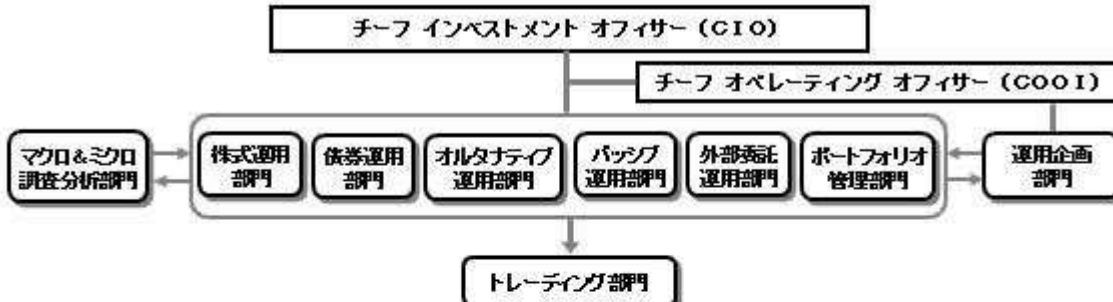 チーフ インベストメント オフィサー (CIO)
チーフ オペレーティング オフィサー (COOI)
マクロ&ミクロ
調査分析部門
株式運用
部門
債券運用
部門
オルタナティブ
運用部門
パッシブ
運用部門
外部委託
運用部門
ポートフォリオ
管理部門
運用企画
部門
トレーディング部門